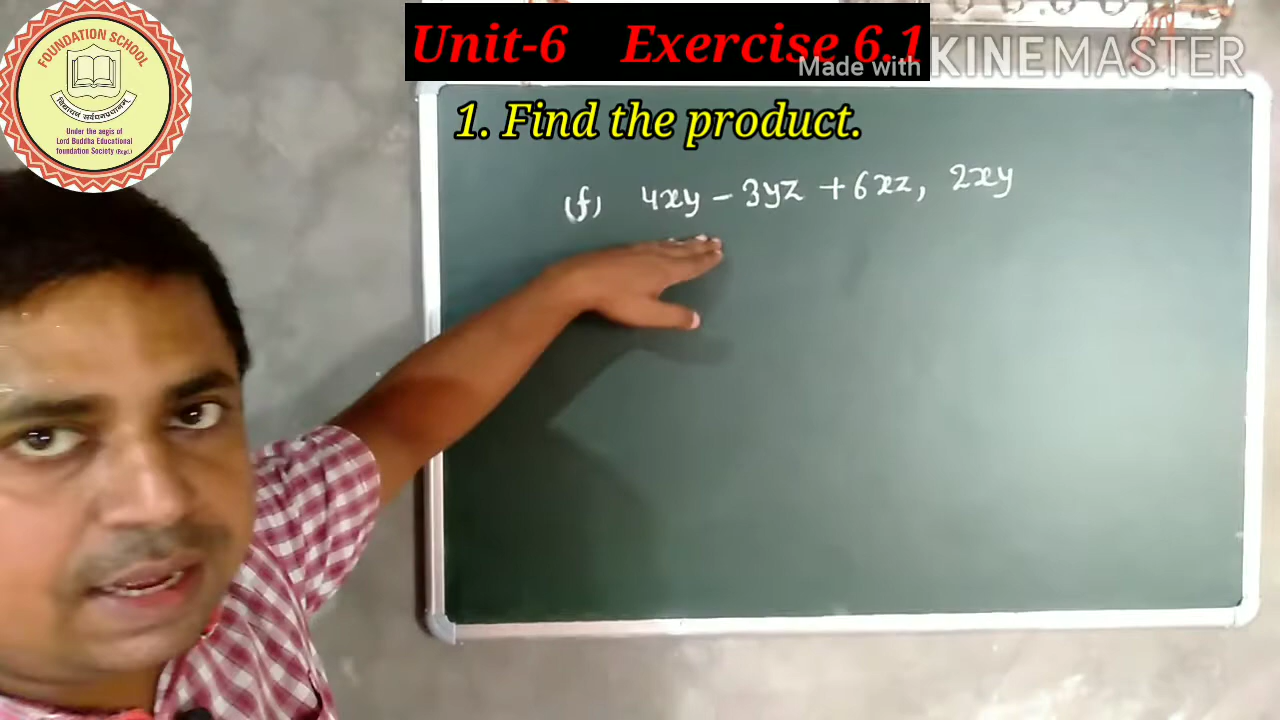 FOUNDATION SCHOOL
Under the aegis of
Lord Buddha Educational
foundation Society (Regd.)
Unit-6 Exercise 6.1
Made with KINEMASTER
1. Find the product.
(f) 4xy - 3yz + 6xz, 2xy